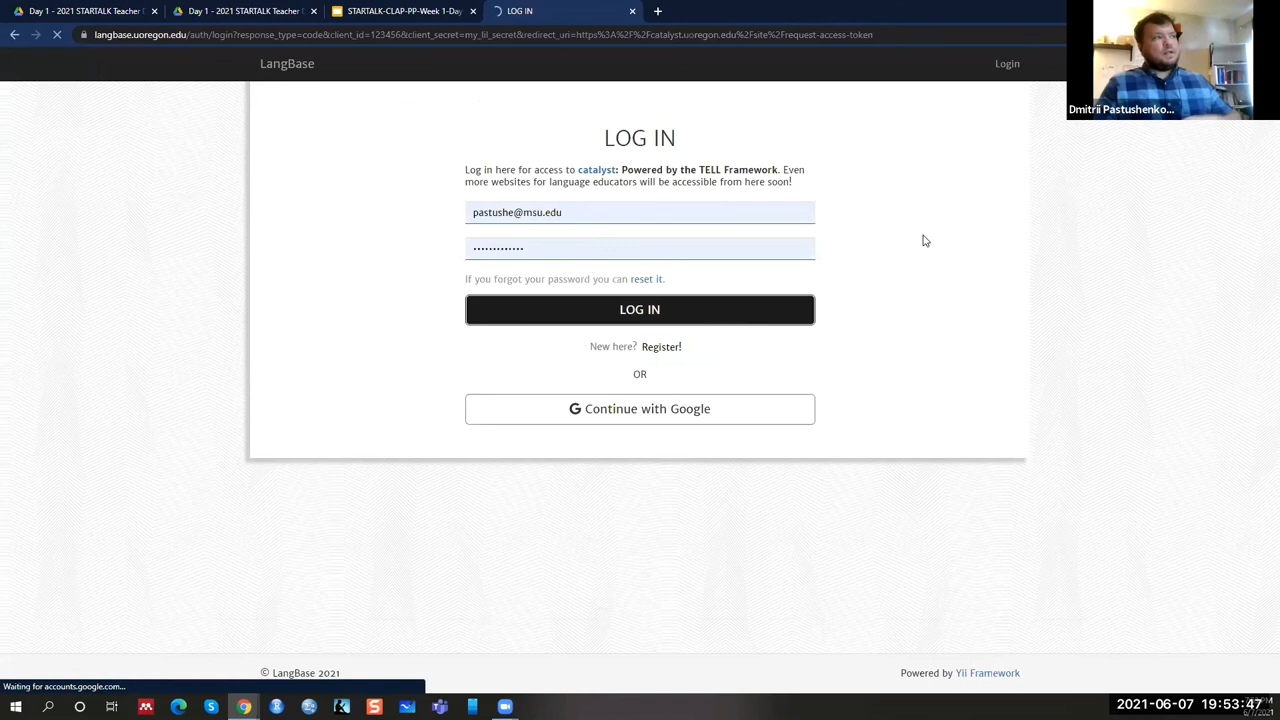 Day 1 - 2021 STARTALK Teacher
Day 1 - 2021 STARTALK Teacher
STARTALK-CLAP-PP-Week 1-Day
LOG IN
langbase.uoregon.edu/auth/login?response_type=code&client_id=123456&client_secret=my_lil_secret&redirect_uri=https%3A%2F%2Fcatalyst.uoregon.edu%2Fsite%2Frequest-access-token
LangBase
Login
Dmitrii Pastushenko...
LOG IN
Log in here for access to catalyst: Powered by the TELL Framework. Even
more websites for language educators will be accessible from here soon!
pastushe@msu.edu
•••••••••••••
If you forgot your password you can reset it.
LOG IN
New here? Register!
OR
Continue with Google
© LangBase 2021
Powered by Yii Framework
Waiting for accounts.google.com...
2021-06-07 19:53:47